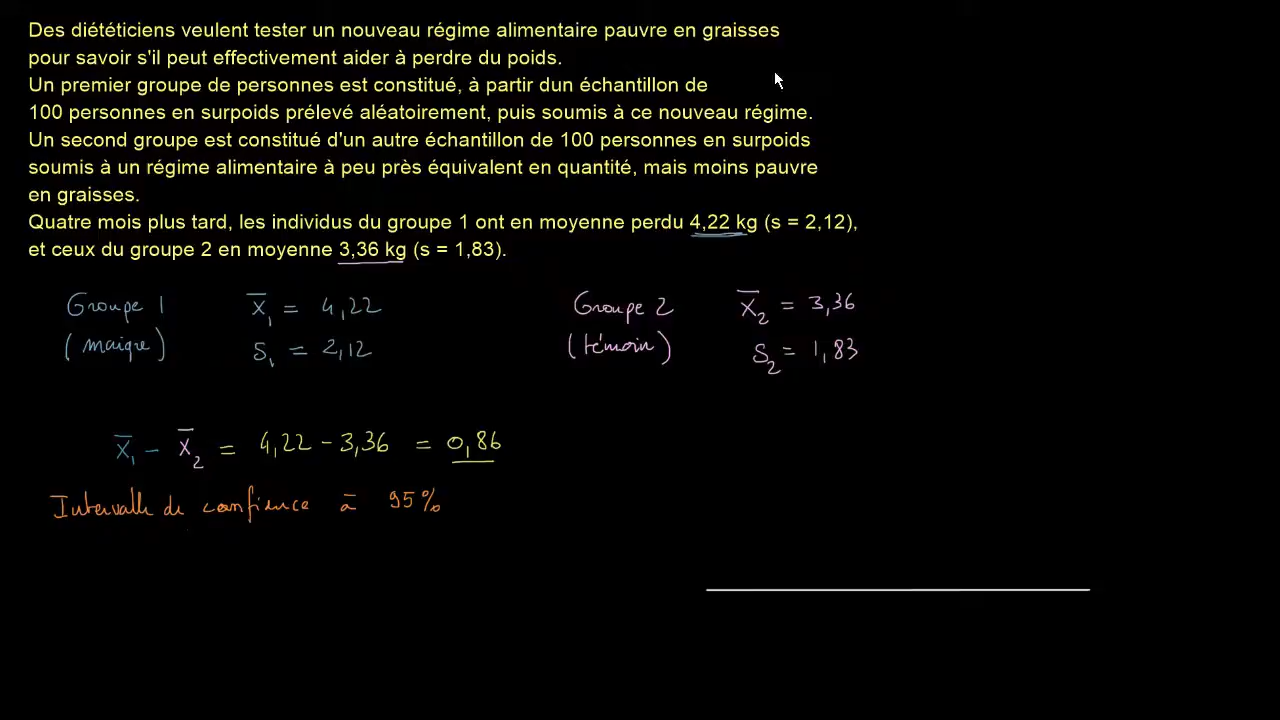 Des diététiciens veulent tester un nouveau régime alimentaire pauvre en graisses
pour savoir s'il peut effectivement aider à perdre du poids.
Un premier groupe de personnes est constitué, à partir dun échantillon de
100 personnes en surpoids prélevé aléatoirement, puis soumis à ce nouveau régime.
Un second groupe est constitué d'un autre échantillon de 100 personnes en surpoids
soumis à un régime alimentaire à peu près équivalent en quantité, mais moins pauvre
en graisses.
Quatre mois plus tard, les individus du groupe 1 ont en moyenne perdu 4,22 kg (s = 2,12),
et ceux du groupe 2 en moyenne 3,36 kg (s = 1,83).
Groupe 1 X̅₁ = 4,22 Groupe 2 X̅₂ = 3,36
(maigre) S₁ = 2,12 (témoin) S₂ = 1,83
X̅₁ - X̅₂ = 4,22 - 3,36 = 0,86
Intervalle de confience à 95%